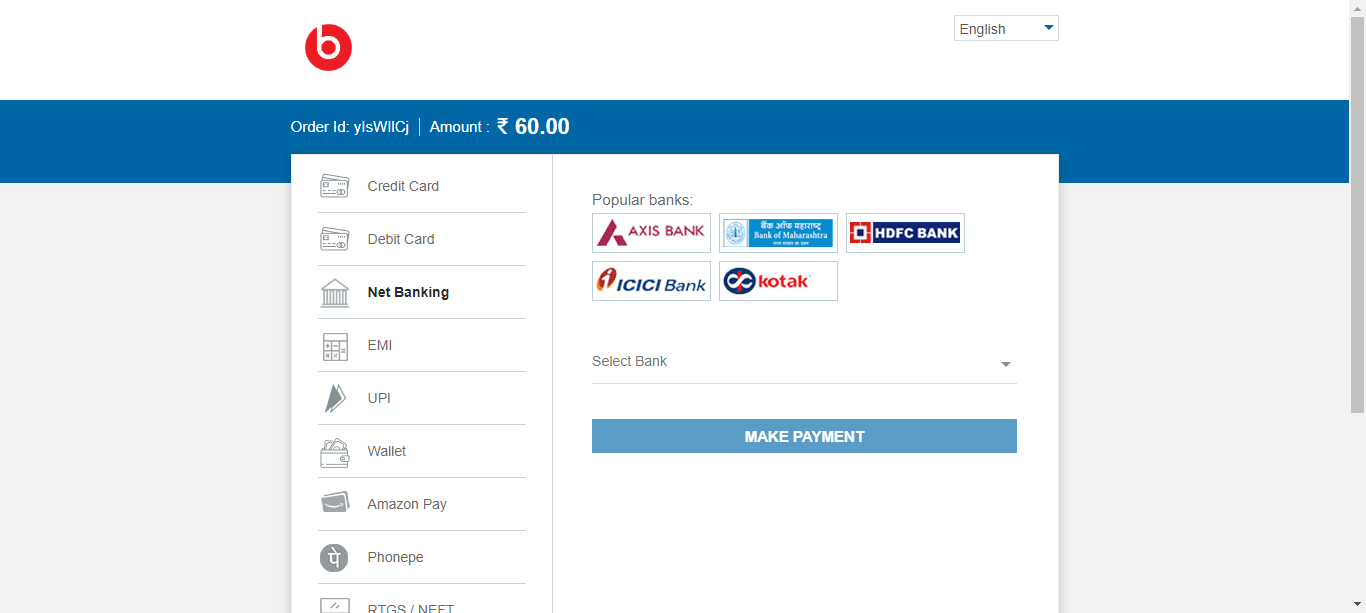 b
English
Order Id: yIsWIICj
Amount : ₹ 60.00
Credit Card
Debit Card
Net Banking
EMI
UPI
Wallet
Amazon Pay
पे
Phonepe
RTGS / NEFT
Popular banks:
AXIS BANK
बैंक ऑफ महाराष्ट्र
Bank of Maharashtra
HDFC BANK
ICICI Bank
kotak
Select Bank
MAKE PAYMENT